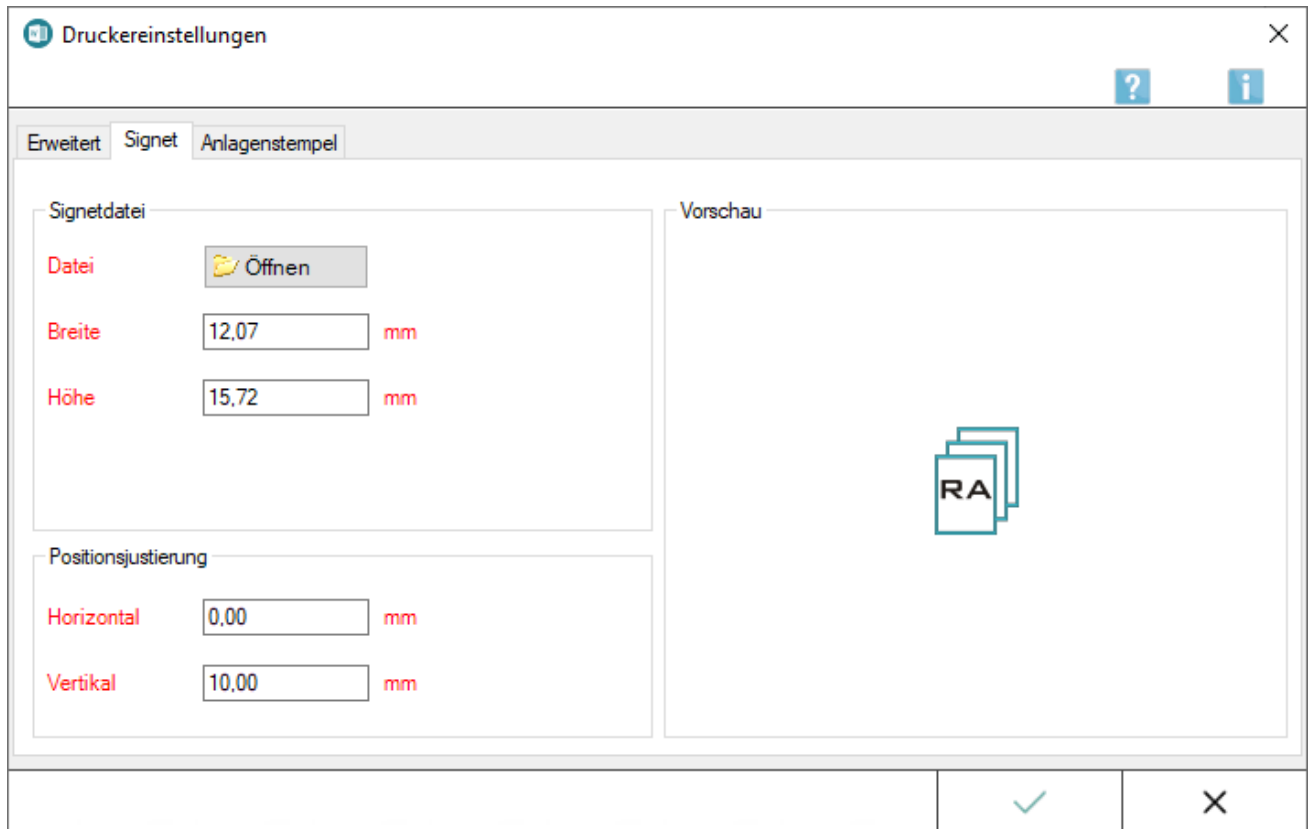 Druckereinstellungen
Erweitert Signet Anlagenstempel
Signetdatei
Datei Öffnen
Breite 12,07 mm
Höhe 15,72 mm
Positionsjustierung
Horizontal 0,00 mm
Vertikal 10,00 mm
Vorschau
RA